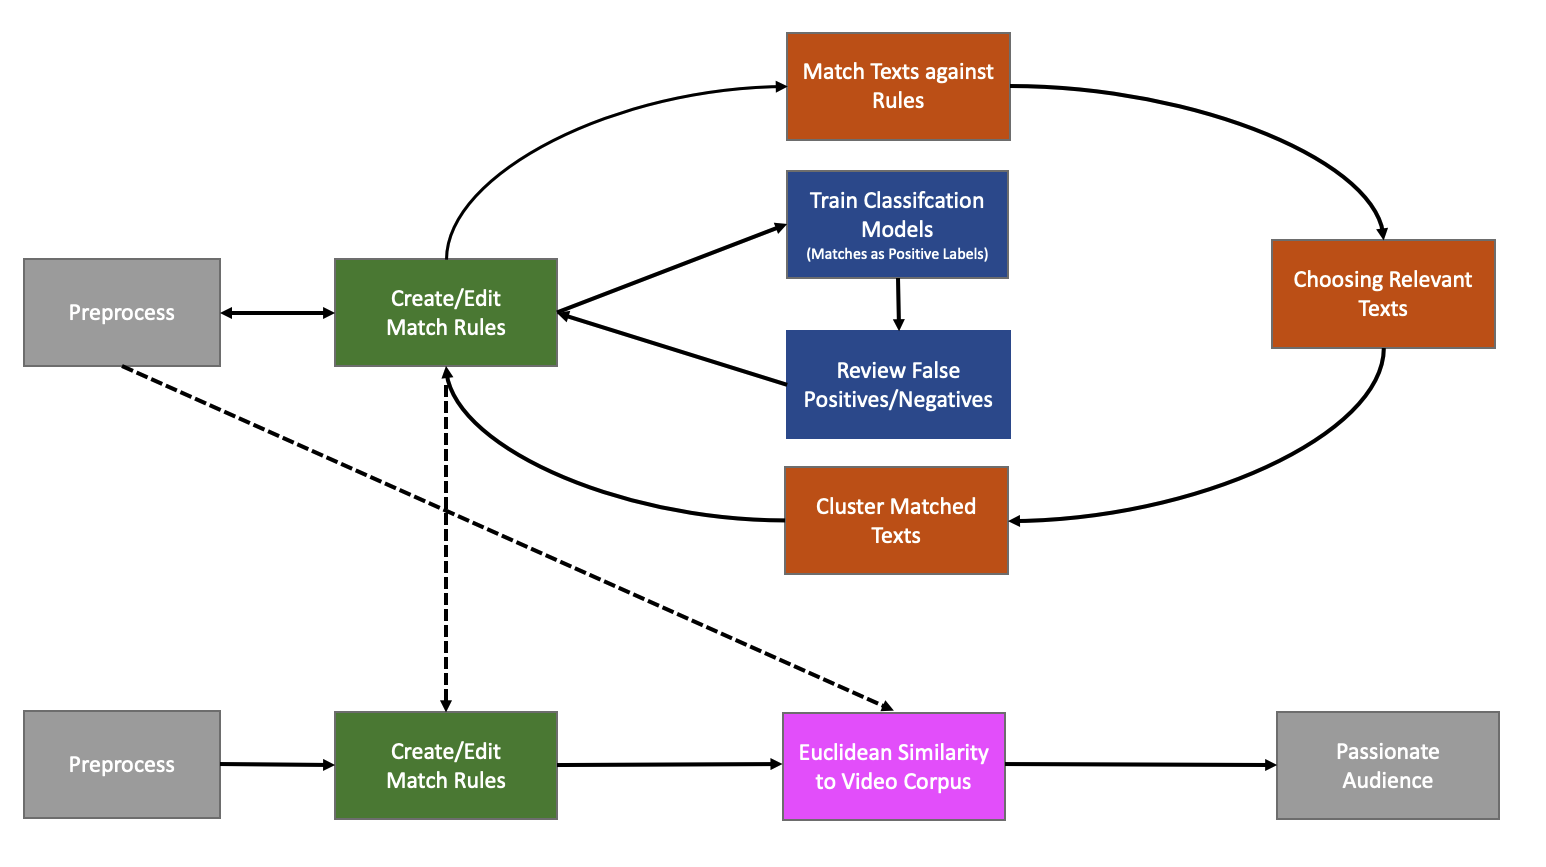 Match Texts against
Rules
Train Classifcation
Models
(Matches as Positive Labels)
Choosing Relevant
Texts
Preprocess
Create/Edit
Match Rules
Review False
Positives/Negatives
Cluster Matched
Texts
Preprocess
Create/Edit
Match Rules
Euclidean Similarity
to Video Corpus
Passionate
Audience